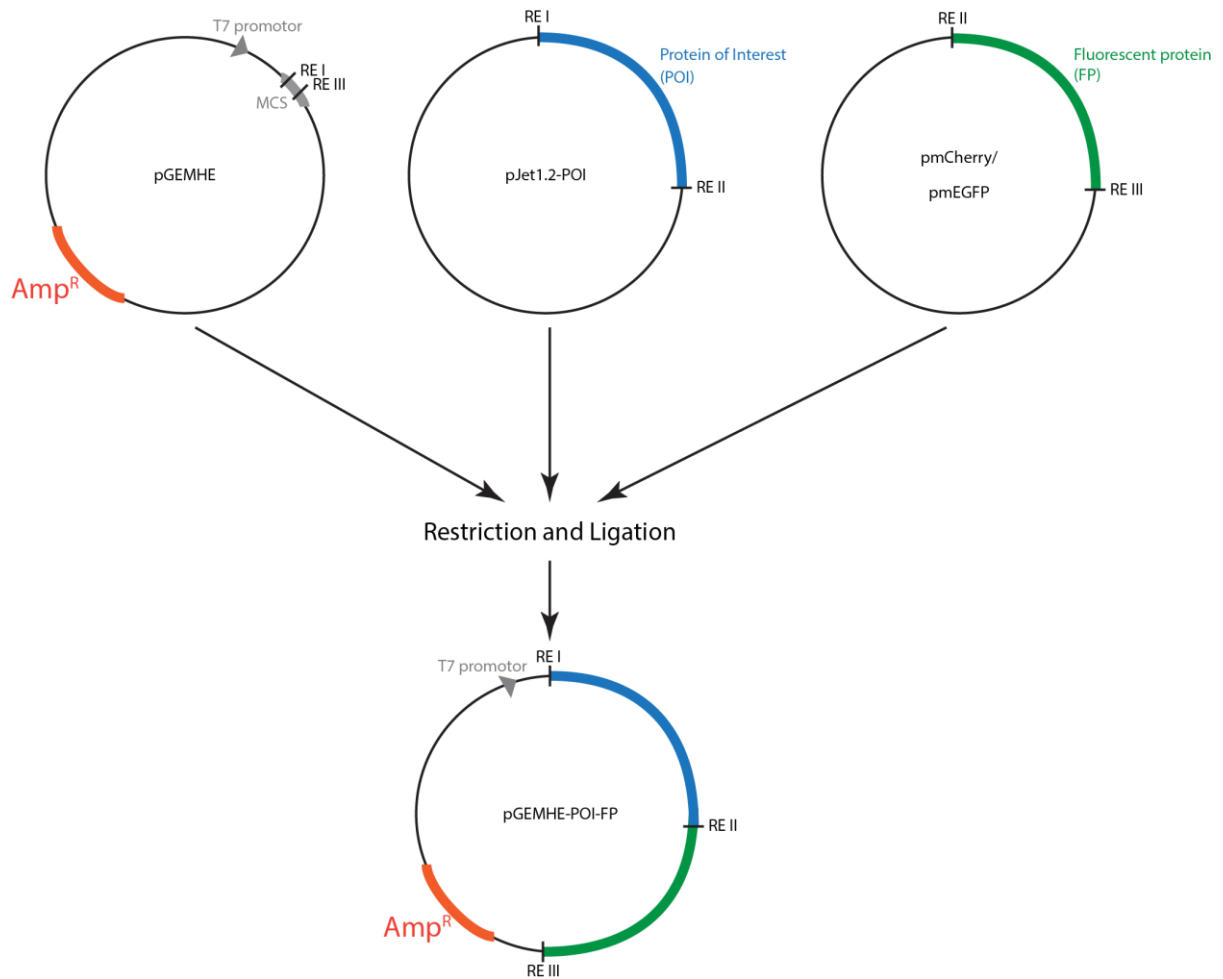 T7 promotor
RE I
RE III
MCS
pGEMHE
Amp^R
RE I
Protein of Interest
(POI)
pJet1.2-POI
RE II
RE II
Fluorescent protein
(FP)
pmCherry/
pmEGFP
RE III
Restriction and Ligation
T7 promotor
RE I
pGEMHE-POI-FP
RE II
Amp^R
RE III